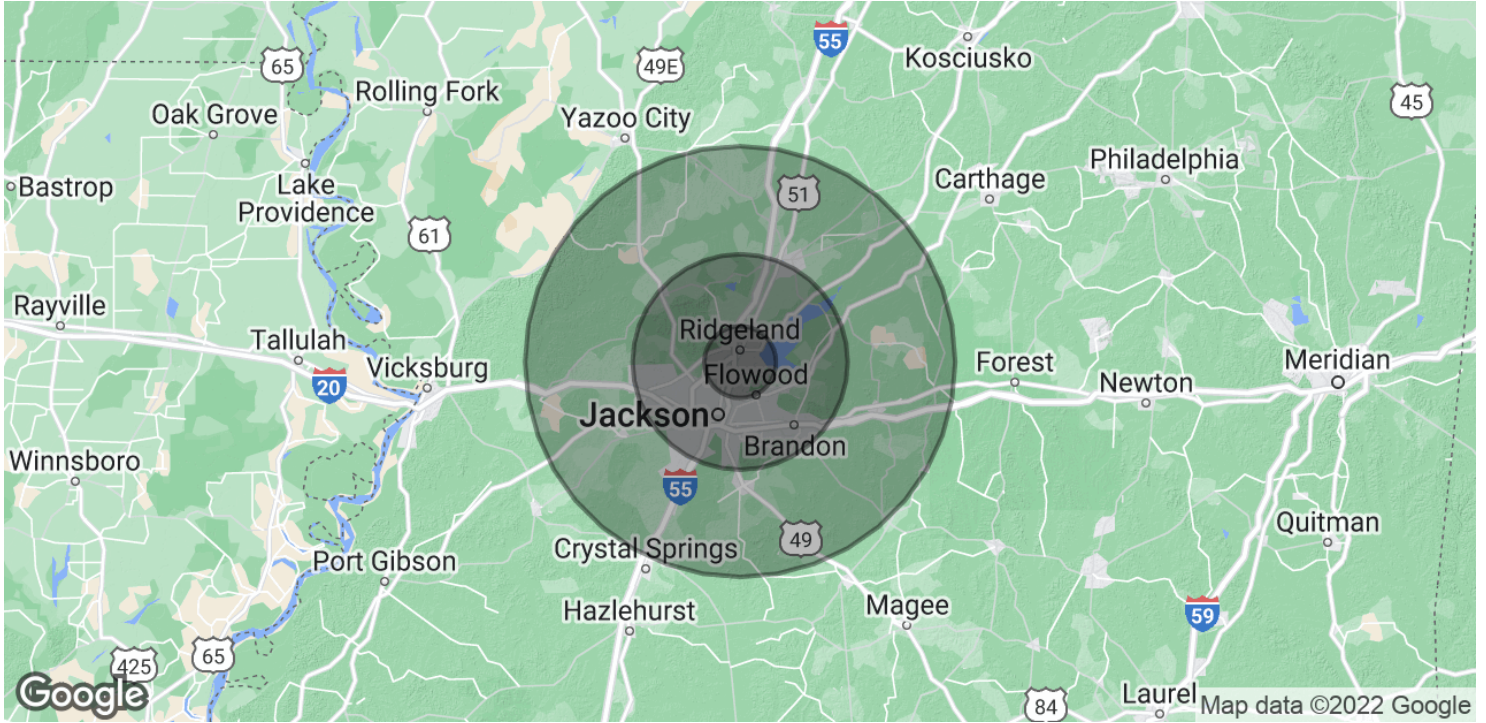 65
55
Kosciusko
49E
Rolling Fork
45
Oak Grove
Yazoo City
Philadelphia
Carthage
Bastrop
Lake
Providence
51
61
Rayville
Ridgeland
Tallulah
Vicksburg
Forest
Meridian
20
Flowood
Newton
Jackson
Brandon
Winnsboro
55
Quitman
49
Crystal Springs
Port Gibson
Hazlehurst
Magee
59
65
425
Google
Laurel
84
Map data ©2022 Google